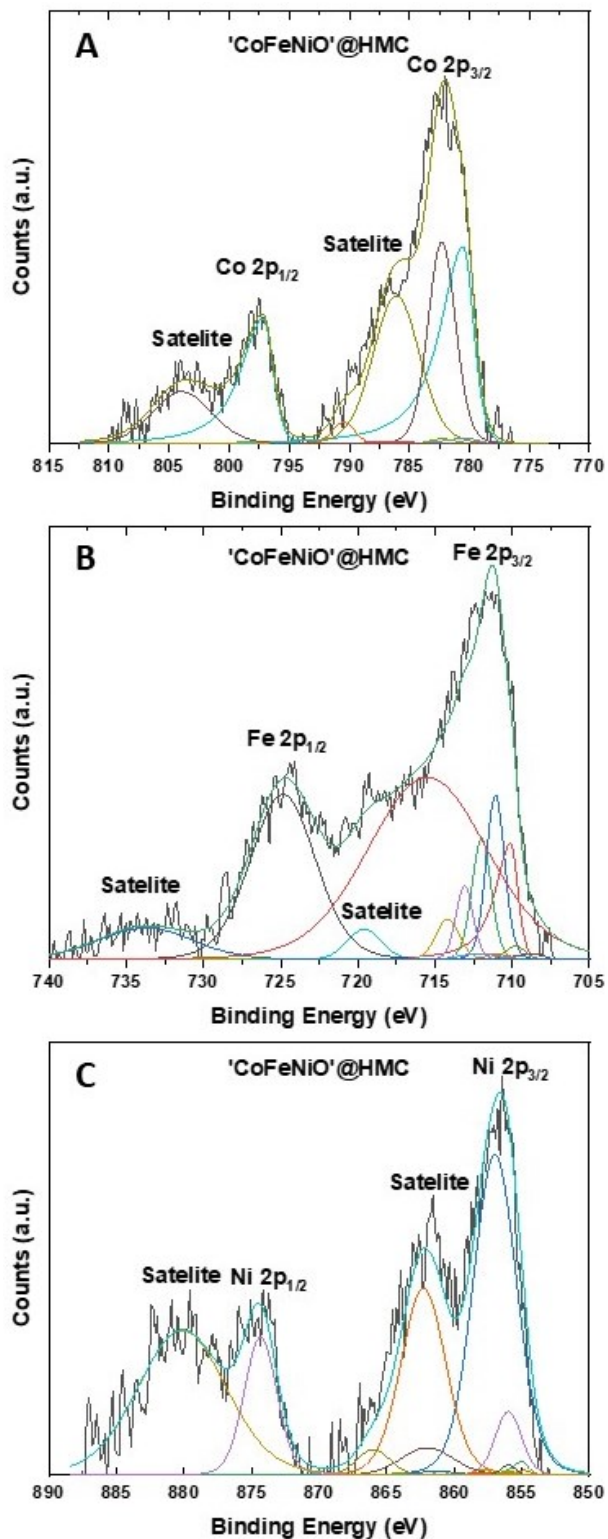 A
'CoFeNiO'@HMC
Co 2p3/2
Satelite
Co 2p1/2
Satelite
Counts (a.u.)
815 810 805 800 795 790 785 780 775 770
Binding Energy (eV)
B
'CoFeNiO'@HMC
Fe 2p3/2
Fe 2p1/2
Satelite
Satelite
Counts (a.u.)
740 735 730 725 720 715 710 705
Binding Energy (eV)
C
'CoFeNiO'@HMC
Ni 2p3/2
Satelite
Satelite Ni 2p1/2
Counts (a.u.)
890 885 880 875 870 865 860 855 850
Binding Energy (eV)